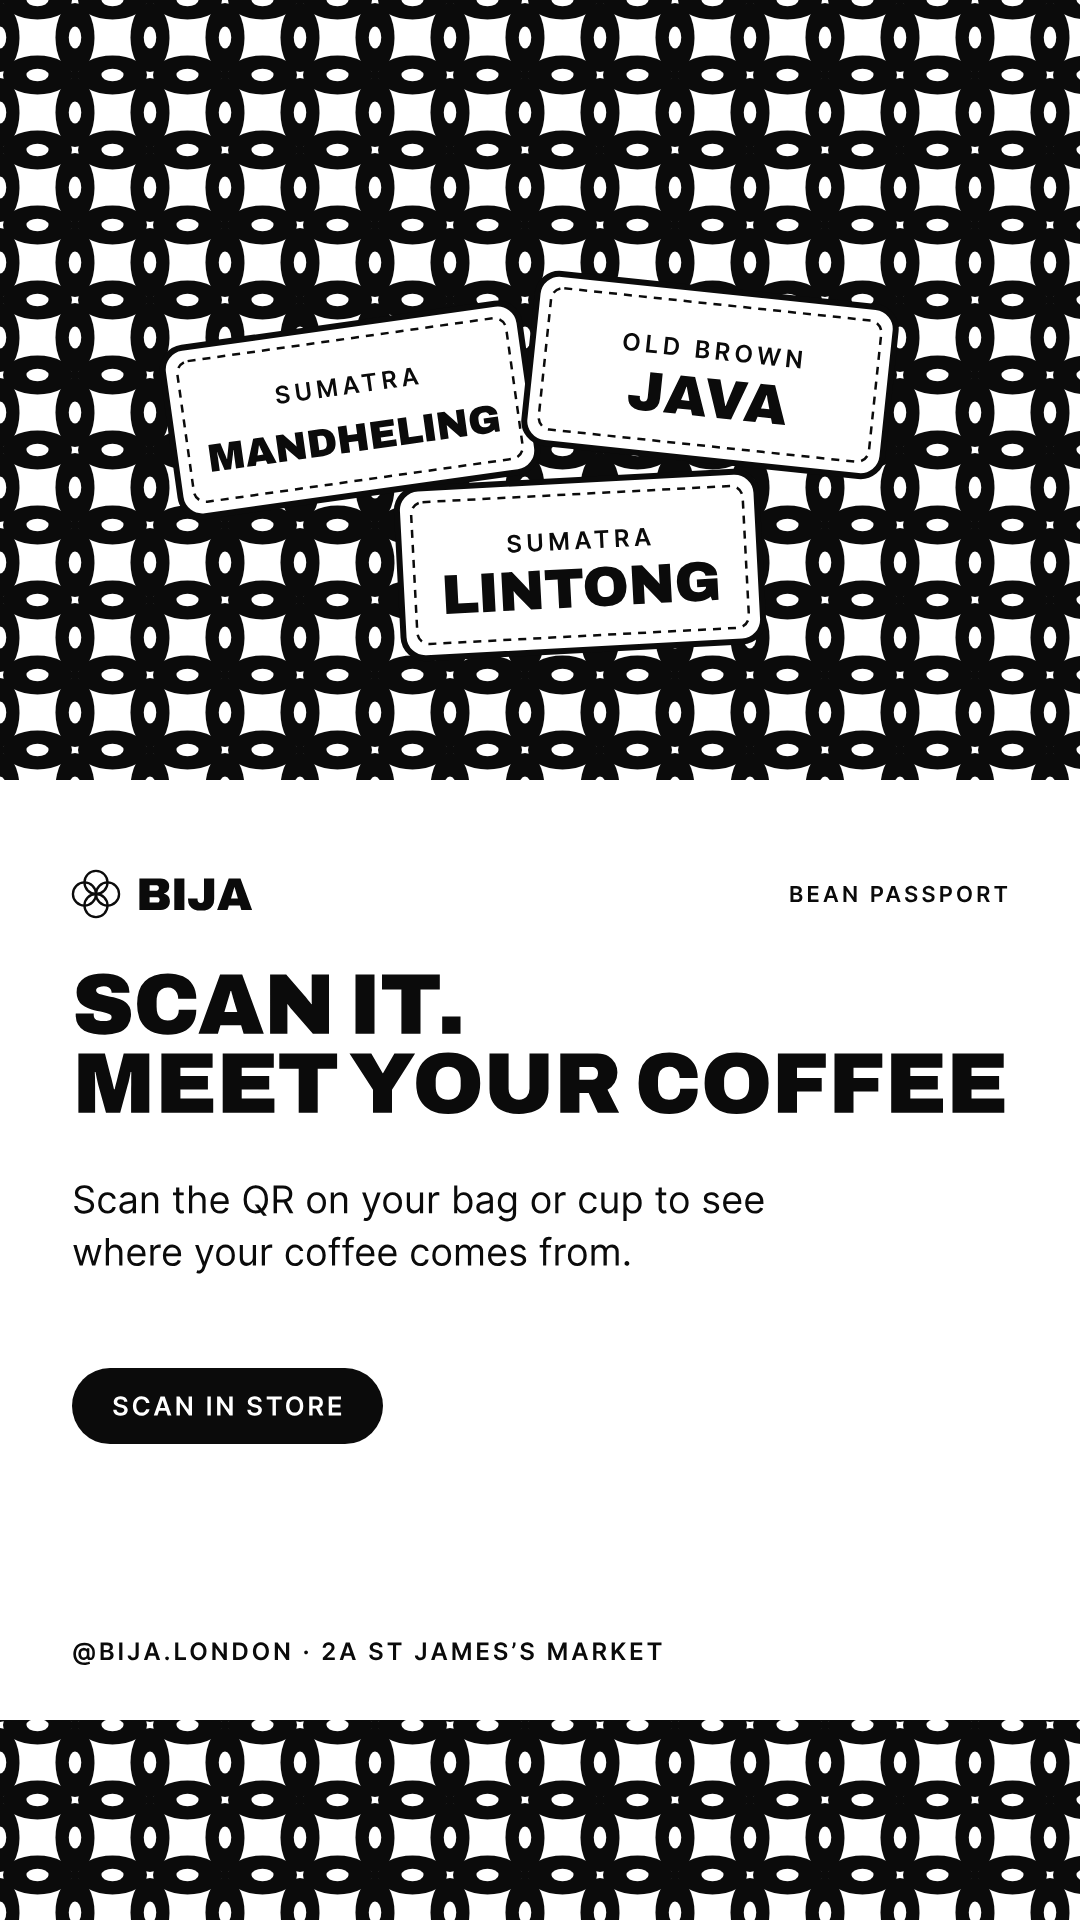 SUMATRA
MANDHELING
OLD BROWN
JAVA
SUMATRA
LINTONG
BIJA
BEAN PASSPORT
SCAN IT.
MEET YOUR COFFEE
Scan the QR on your bag or cup to see
where your coffee comes from.
SCAN IN STORE
@BIJA.LONDON · 2A ST JAMES’S MARKET